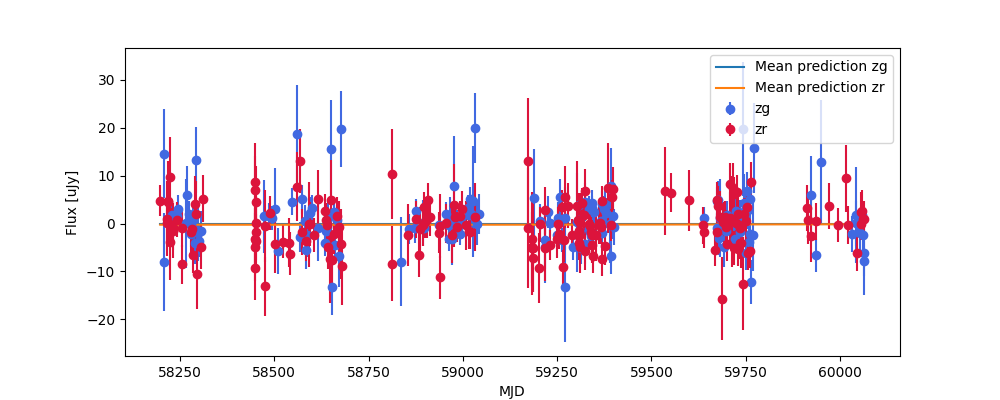 Flux [uJy]
30
20
10
0
−10
−20
58250
58500
58750
59000
59250
59500
59750
60000
MJD
Mean prediction zg
Mean prediction zr
zg
zr